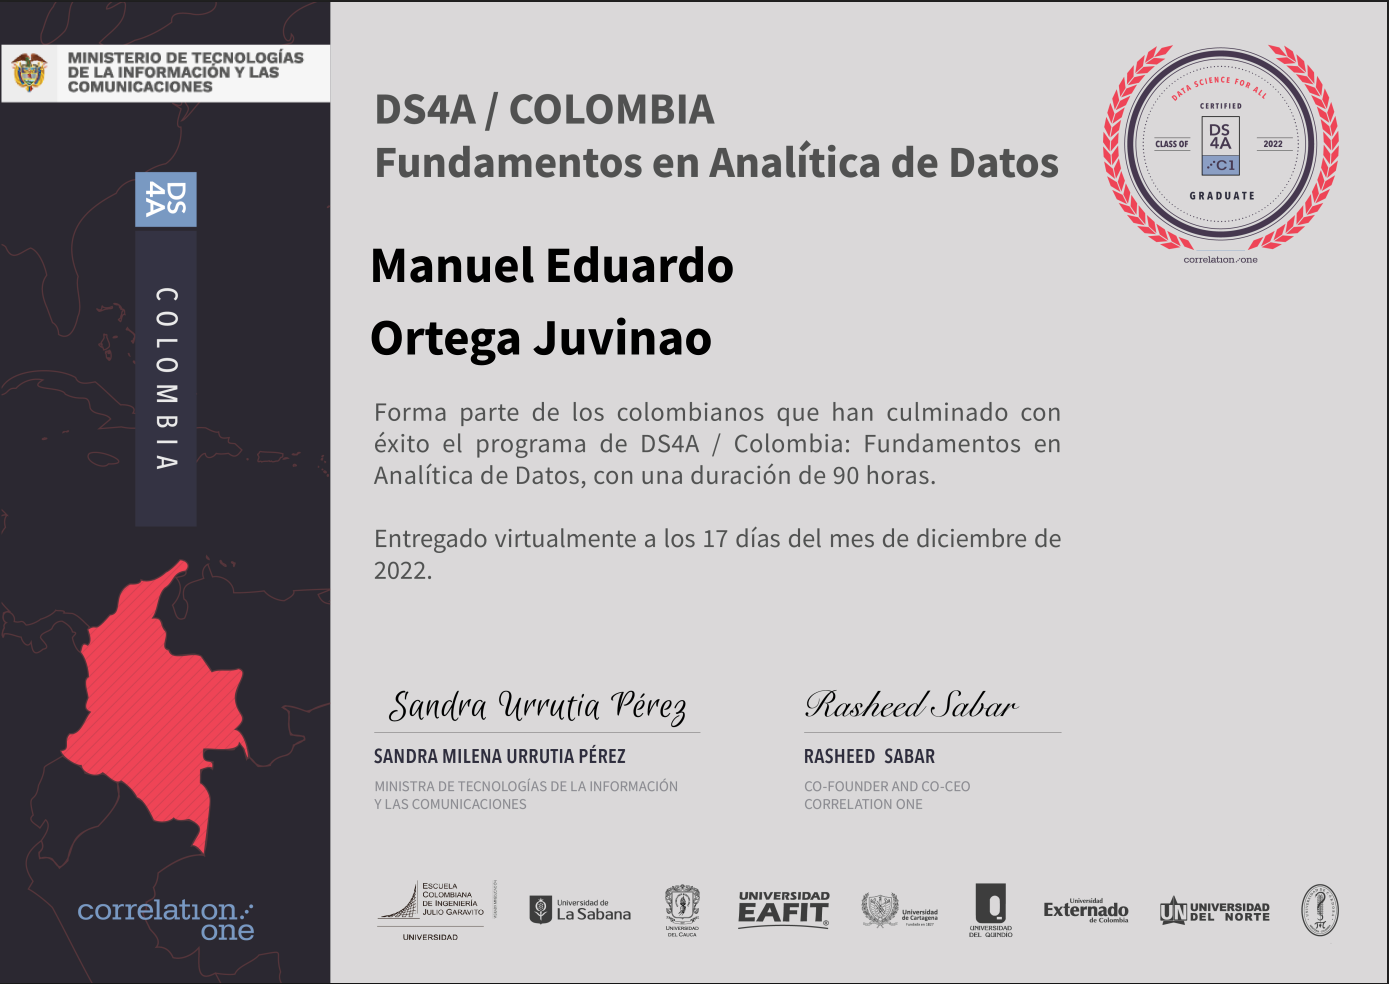 MINISTERIO DE TECNOLOGÍAS
DE LA INFORMACIÓN Y LAS
COMUNICACIONES
DS
4A
COLOMBIA
correlation
one
DS4A / COLOMBIA
Fundamentos en Analítica de Datos
DATA SCIENCE FOR ALL
CERTIFIED
CLASS OF
DS
4A
C1
2022
GRADUATE
correlation one
Manuel Eduardo
Ortega Juvinao
Forma parte de los colombianos que han culminado con
éxito el programa de DS4A / Colombia: Fundamentos en
Analítica de Datos, con una duración de 90 horas.
Entregado virtualmente a los 17 días del mes de diciembre de
2022.
Sandra Urrutia Pérez
SANDRA MILENA URRUTIA PÉREZ
MINISTRA DE TECNOLOGÍAS DE LA INFORMACIÓN
Y LAS COMUNICACIONES
Rasheed Sabar
RASHEED SABAR
CO-FOUNDER AND CO-CEO
CORRELATION ONE
ESCUELA
COLOMBIANA
DE INGENIERÍA
JULIO GARAVITO
UNIVERSIDAD
Universidad de
La Sabana
UNIVERSIDAD
DEL CAUCA
UNIVERSIDAD
EAFIT
®
Universidad
de Cartagena
Fundada en 1827
UNIVERSIDAD
DEL QUINDIO
Universidad
Externado
de Colombia
UN
UNIVERSIDAD
DEL NORTE